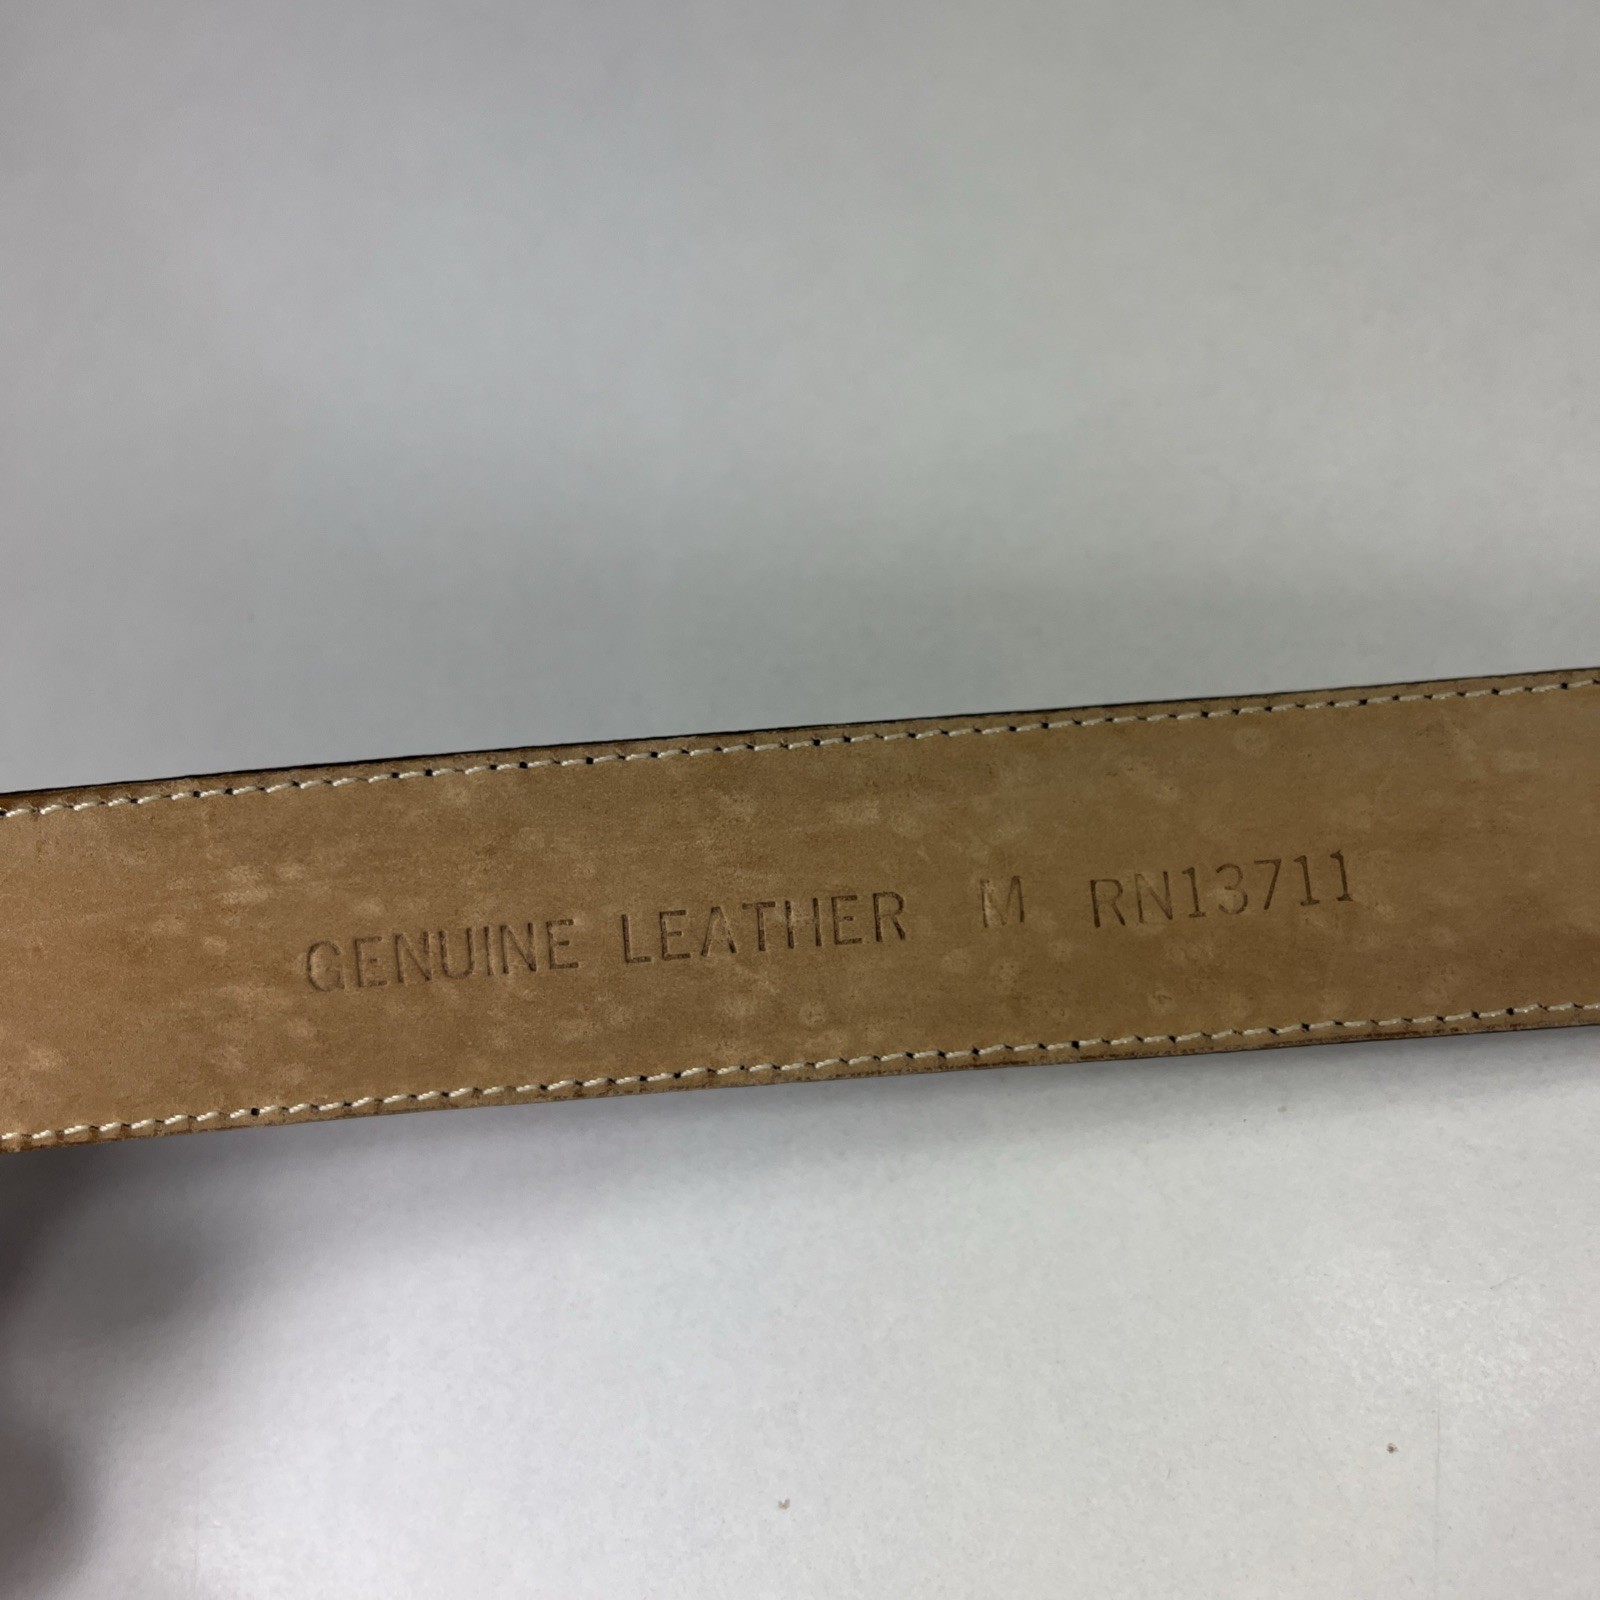 GENUINE LEATHER M RN13711